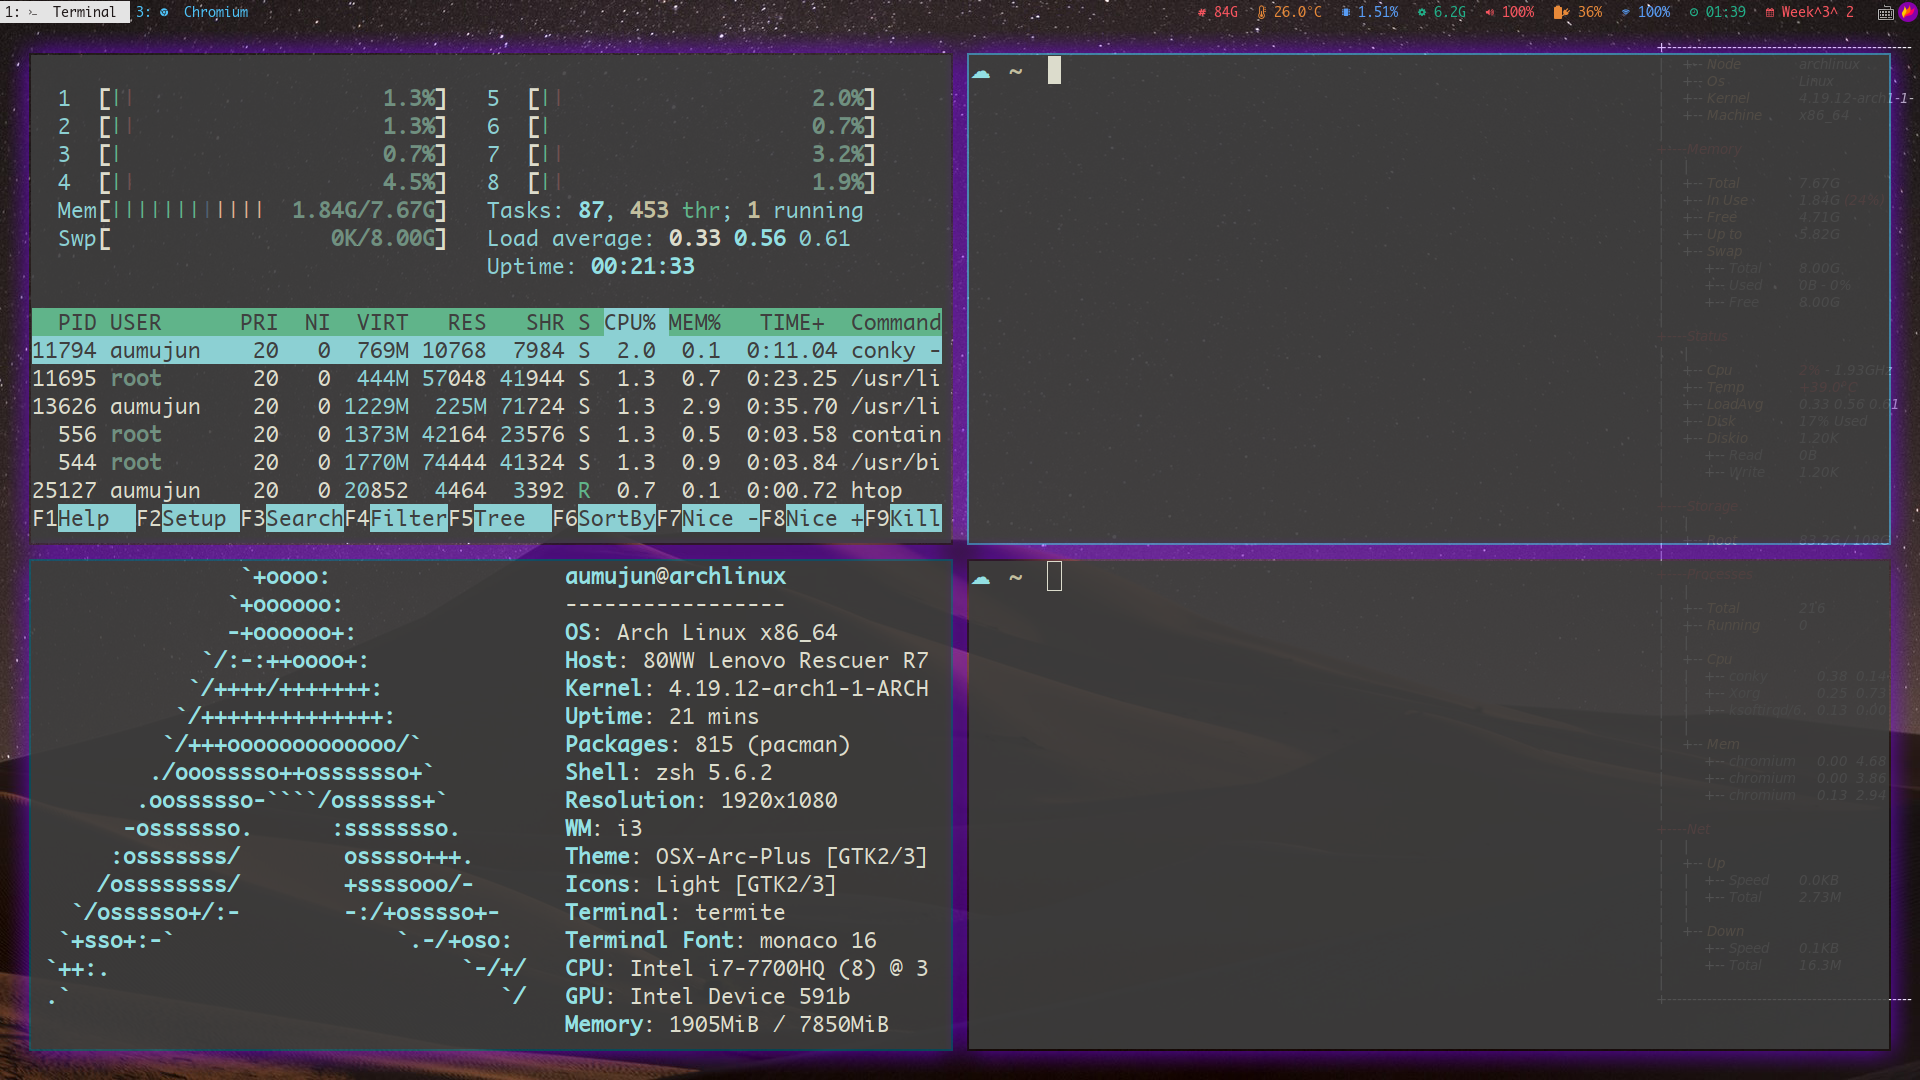 1: Terminal 3: Chromium 84G 26.0°C 1.51% 6.2G 100% 36% 100% 01:39 Week^3^ 2
1 [|| 1.3%] 5 [|| 2.0%]
2 [|| 1.3%] 6 [| 0.7%]
3 [| 0.7%] 7 [|| 3.2%]
4 [|| 4.5%] 8 [|| 1.9%]
Mem[|||||||||||| 1.84G/7.67G] Tasks: 87, 453 thr; 1 running
Swp[ 0K/8.00G] Load average: 0.33 0.56 0.61
Uptime: 00:21:33
PID USER PRI NI VIRT RES SHR S CPU% MEM% TIME+ Command
11794 aumujun 20 0 769M 10768 7984 S 2.0 0.1 0:11.04 conky -
11695 root 20 0 444M 57048 41944 S 1.3 0.7 0:23.25 /usr/li
13626 aumujun 20 0 1229M 225M 71724 S 1.3 2.9 0:35.70 /usr/li
556 root 20 0 1373M 42164 23576 S 1.3 0.5 0:03.58 contain
544 root 20 0 1770M 74444 41324 S 1.3 0.9 0:03.84 /usr/bi
25127 aumujun 20 0 20852 4464 3392 R 0.7 0.1 0:00.72 htop
F1Help F2Setup F3SearchF4FilterF5Tree F6SortByF7Nice -F8Nice +F9Kill
~
+-- Node archlinux
+-- Os Linux
+-- Kernel 4.19.12-arch1-1-
+-- Machine x86_64
Memory
+-- Total 7.67G
+-- In Use 1.84G (24%)
+-- Free 4.71G
+-- Up to 5.82G
+-- Swap
+-- Total 8.00G
+-- Used 0B - 0%
+-- Free 8.00G
Status
+-- Cpu 2% - 1.93GHz
+-- Temp +39.0°C
+-- LoadAvg 0.33 0.56 0.61
+-- Disk 17% Used
+-- Diskio 1.20K
+-- Read 0B
+-- Write 1.20K
Storage
+-- Root
`+oooo: aumujun@archlinux
`+oooooo: -----------------
-+oooooo+: OS: Arch Linux x86_64
`/:-:++oooo+: Host: 80WW Lenovo Rescuer R7
`/++++/+++++++: Kernel: 4.19.12-arch1-1-ARCH
`/++++++++++++++: Uptime: 21 mins
`/+++ooooooooooooo/` Packages: 815 (pacman)
./ooosssso++osssssso+` Shell: zsh 5.6.2
.oossssso-````/ossssss+` Resolution: 1920x1080
-osssssso. :ssssssso. WM: i3
:osssssss/ osssso+++. Theme: OSX-Arc-Plus [GTK2/3]
/ossssssss/ +ssssooo/- Icons: Light [GTK2/3]
`/ossssso+/:- -:/+osssso+- Terminal: termite
`+sso+:-` `.-/+oso: Terminal Font: monaco 16
`++:. `-/+/ CPU: Intel i7-7700HQ (8) @ 3
.` `/ GPU: Intel Device 591b
Memory: 1905MiB / 7850MiB
~
Processes
+-- Total 216
+-- Running 0
+-- Cpu
+-- conky 0.38 0.14
+-- Xorg 0.25 0.73
+-- ksoftirqd/6 0.13 0.00
+-- Mem
+-- chromium 0.00 4.68
+-- chromium 0.00 3.86
+-- chromium 0.13 2.94
Net
+-- Up
+-- Speed 0.0KB
+-- Total 2.73M
+-- Down
+-- Speed 0.1KB
+-- Total 16.3M